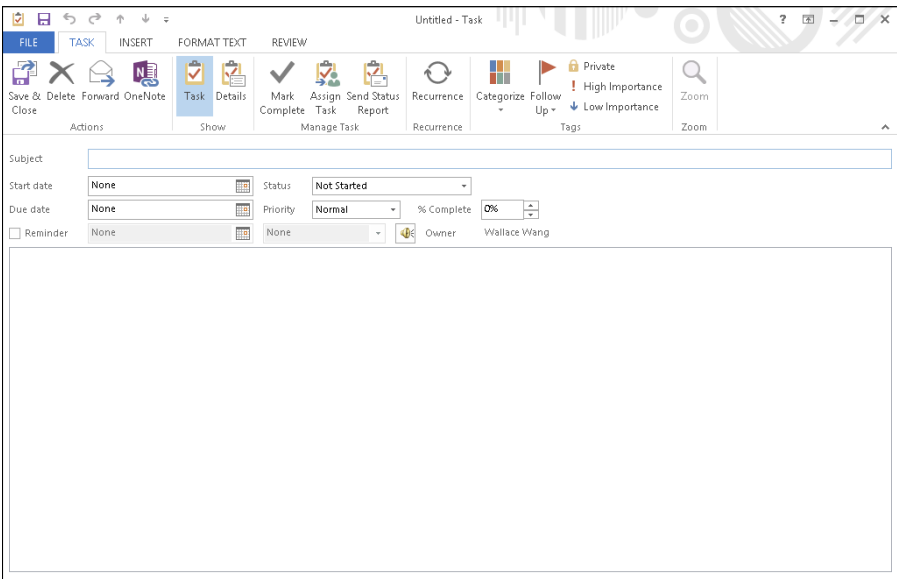 Untitled - Task
?
FILE TASK INSERT FORMAT TEXT REVIEW
Save & Close Delete Forward OneNote
Actions
Task Details
Show
Mark Complete Assign Task Send Status Report
Manage Task
Recurrence
Recurrence
Categorize Follow Up
Private
! High Importance
Low Importance
Tags
Zoom
Zoom
Subject
Start date None Status Not Started
Due date None Priority Normal % Complete 0%
Reminder None None Owner Wallace Wang